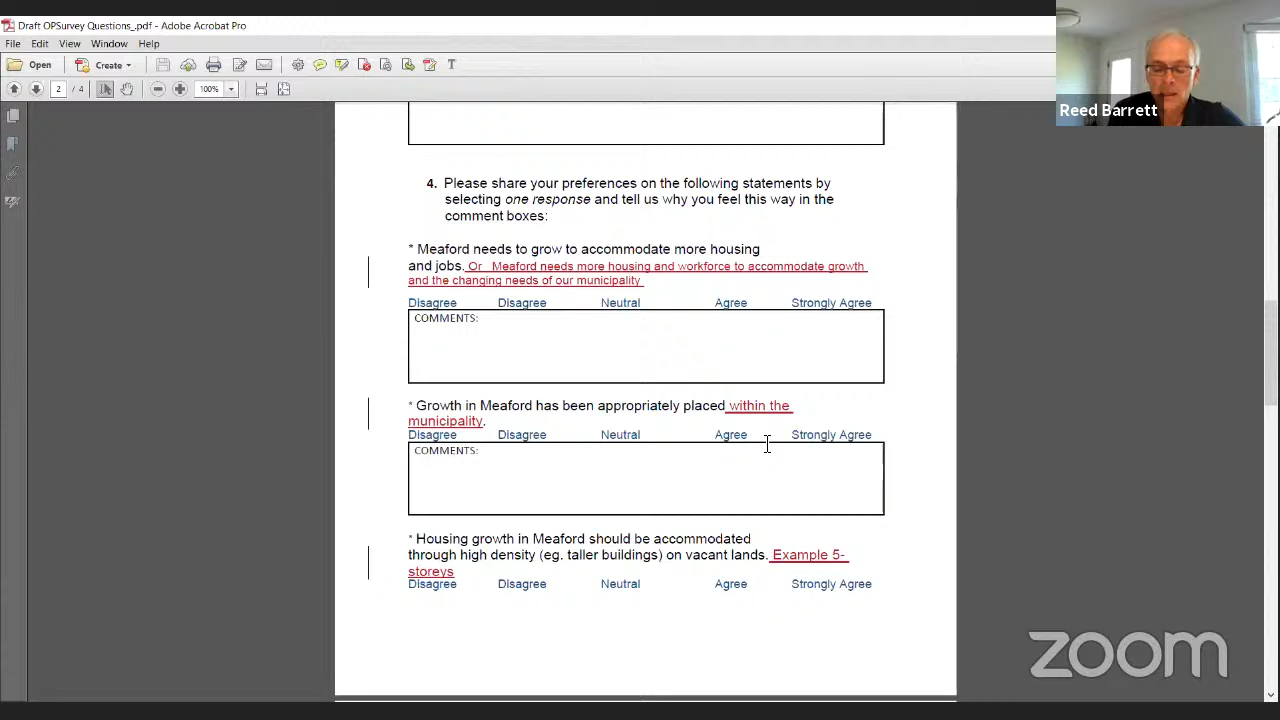 Draft OPSurvey Questions_.pdf - Adobe Acrobat Pro
File Edit View Window Help
Open Create
2 / 4 100%
Reed Barrett
4. Please share your preferences on the following statements by
selecting one response and tell us why you feel this way in the
comment boxes:
* Meaford needs to grow to accommodate more housing
and jobs. Or Meaford needs more housing and workforce to accommodate growth
and the changing needs of our municipality
Disagree Disagree Neutral Agree Strongly Agree
COMMENTS:
* Growth in Meaford has been appropriately placed within the
municipality.
Disagree Disagree Neutral Agree Strongly Agree
COMMENTS:
* Housing growth in Meaford should be accommodated
through high density (eg. taller buildings) on vacant lands. Example 5-
storeys
Disagree Disagree Neutral Agree Strongly Agree
zoom